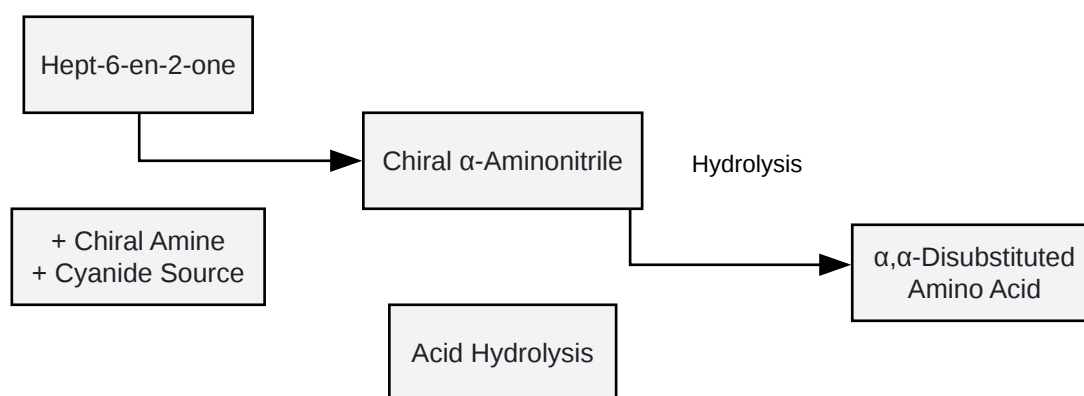 Hept-6-en-2-one
Chiral α-Aminonitrile
Hydrolysis
+ Chiral Amine
+ Cyanide Source
α,α-Disubstituted
Amino Acid
Acid Hydrolysis